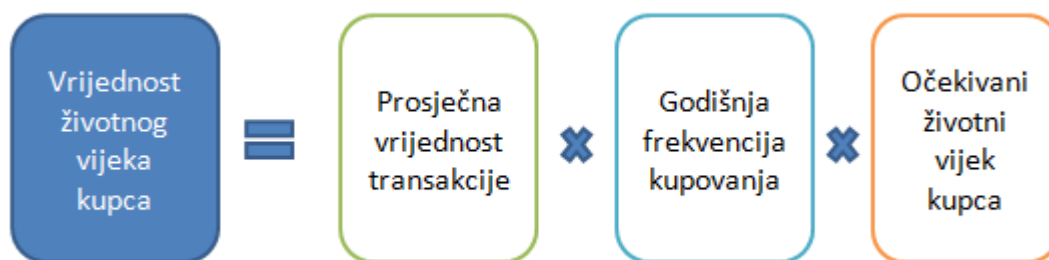 Vrijednost
životnog
vijeka
kupca
Prosječna
vrijednost
transakcije
Godišnja
frekvencija
kupovanja
Očekivani
životni
vijek
kupca